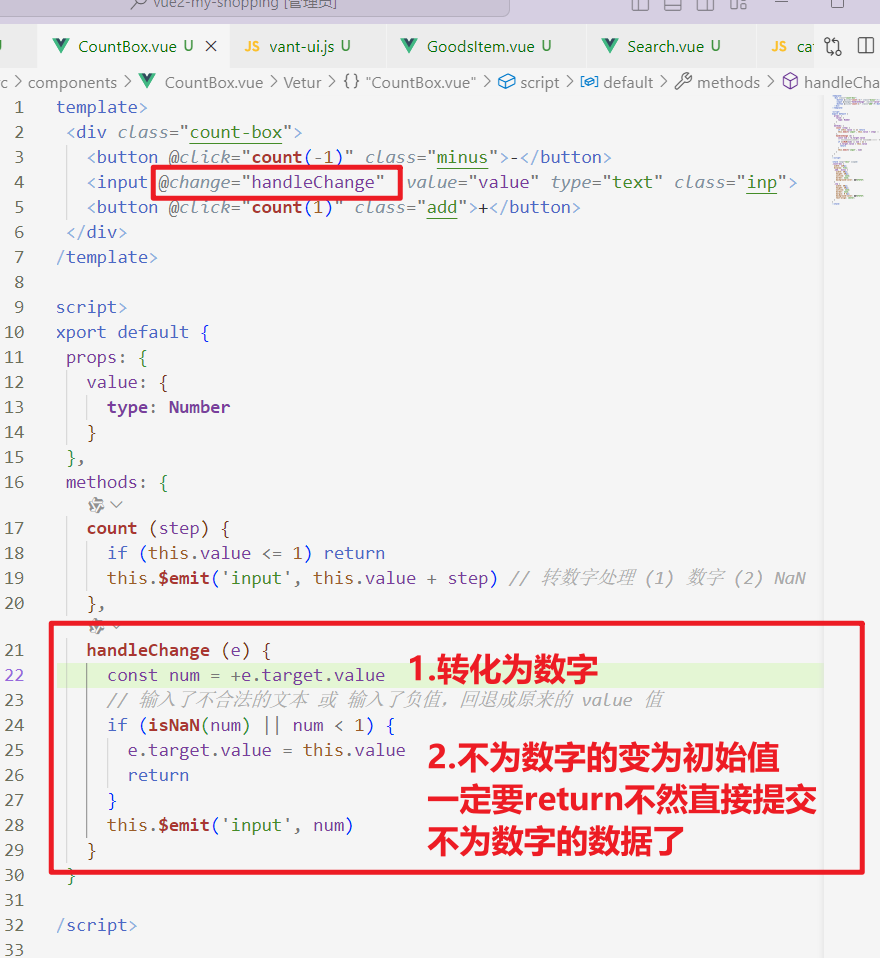 vue2-my-shopping [管理员]
CountBox.vue U × JS vant-ui.js U GoodsItem.vue U Search.vue U JS cat
rc > components > CountBox.vue > Vetur > {} "CountBox.vue" > script > default > methods > handleCha
1 template>
2 <div class="count-box">
3 <button @click="count(-1)" class="minus">-</button>
4 <input @change="handleChange" value="value" type="text" class="inp">
5 <button @click="count(1)" class="add">+</button>
6 </div>
7 /template>
8
9 script>
10 xport default {
11 props: {
12 value: {
13 type: Number
14 }
15 },
16 methods: {
17 count (step) {
18 if (this.value <= 1) return
19 this.$emit('input', this.value + step) // 转数字处理 (1) 数字 (2) NaN
20 },
21 handleChange (e) {
22 const num = +e.target.value
1.转化为数字
23 // 输入了不合法的文本 或 输入了负值，回退成原来的 value 值
24 if (isNaN(num) || num < 1) {
25 e.target.value = this.value
26 return
27 }
28 this.$emit('input', num)
29 }
2.不为数字的变为初始值
一定要return不然直接提交
不为数字的数据了
30 }
31
32 /script>
33